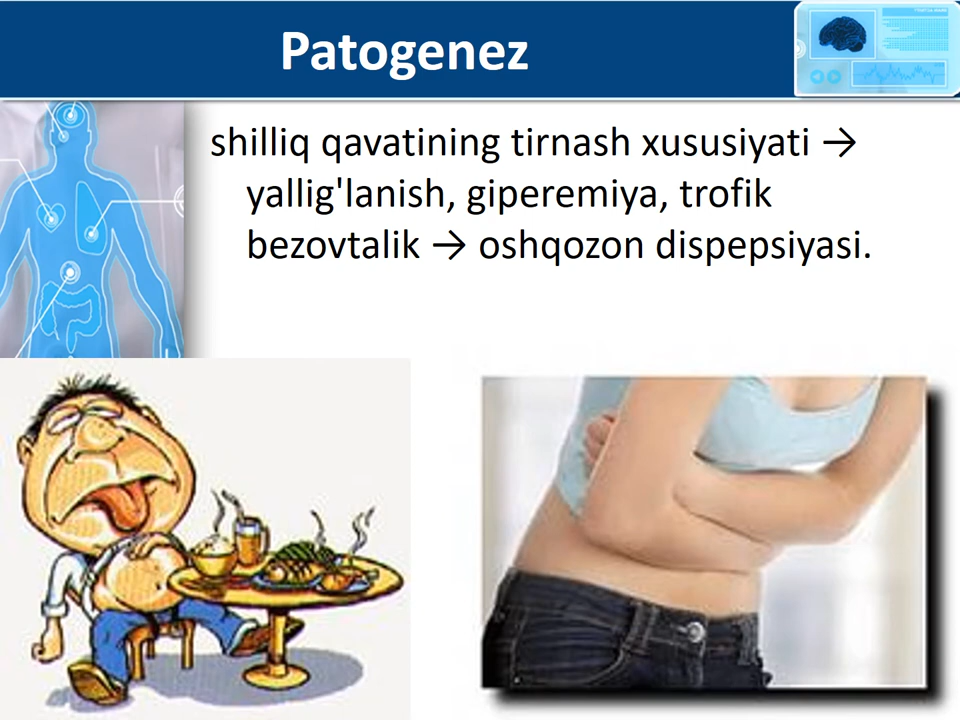 Patogenez
shilliq qavatining tirnash xususiyati →
yallig'lanish, giperemiya, trofik
bezovtalik → oshqozon dispepsiyasi.